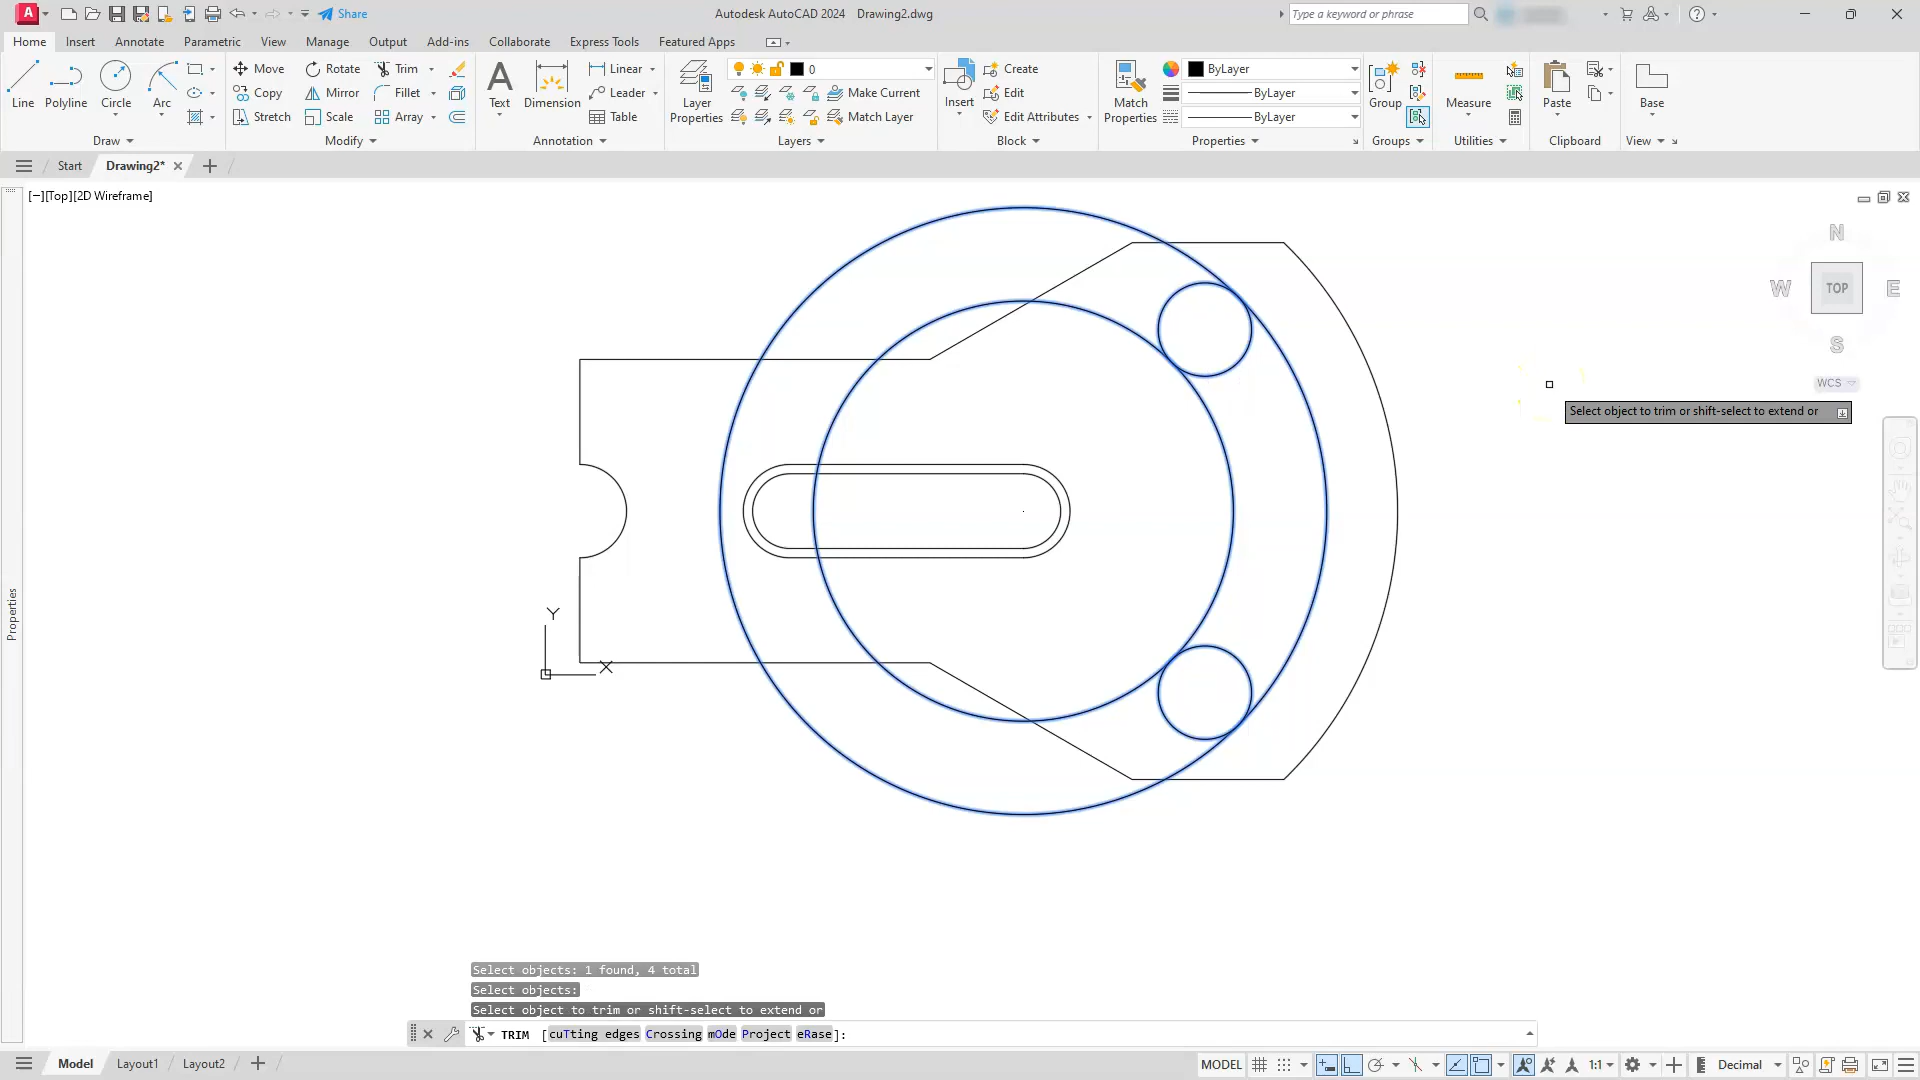 A Share Autodesk AutoCAD 2024 Drawing2.dwg Type a keyword or phrase
Home Insert Annotate Parametric View Manage Output Add-ins Collaborate Express Tools Featured Apps
Line Polyline Circle Arc
Move Rotate Trim
Copy Mirror Fillet
Stretch Scale Array
Text Dimension
Linear
Leader
Table
Layer Properties
0
Make Current
Match Layer
Insert
Create
Edit
Edit Attributes
Match Properties
ByLayer
ByLayer
ByLayer
Group
Measure
Paste
Base
Draw Modify Annotation Layers Block Properties Groups Utilities Clipboard View
Start Drawing2*
[−][Top][2D Wireframe]
N
W TOP E
S
WCS
Select object to trim or shift-select to extend or
Properties
Y
X
Select objects: 1 found, 4 total
Select objects:
Select object to trim or shift-select to extend or
TRIM [cuTting edges Crossing mOde Project eRase]:
Model Layout1 Layout2 MODEL 1:1 Decimal